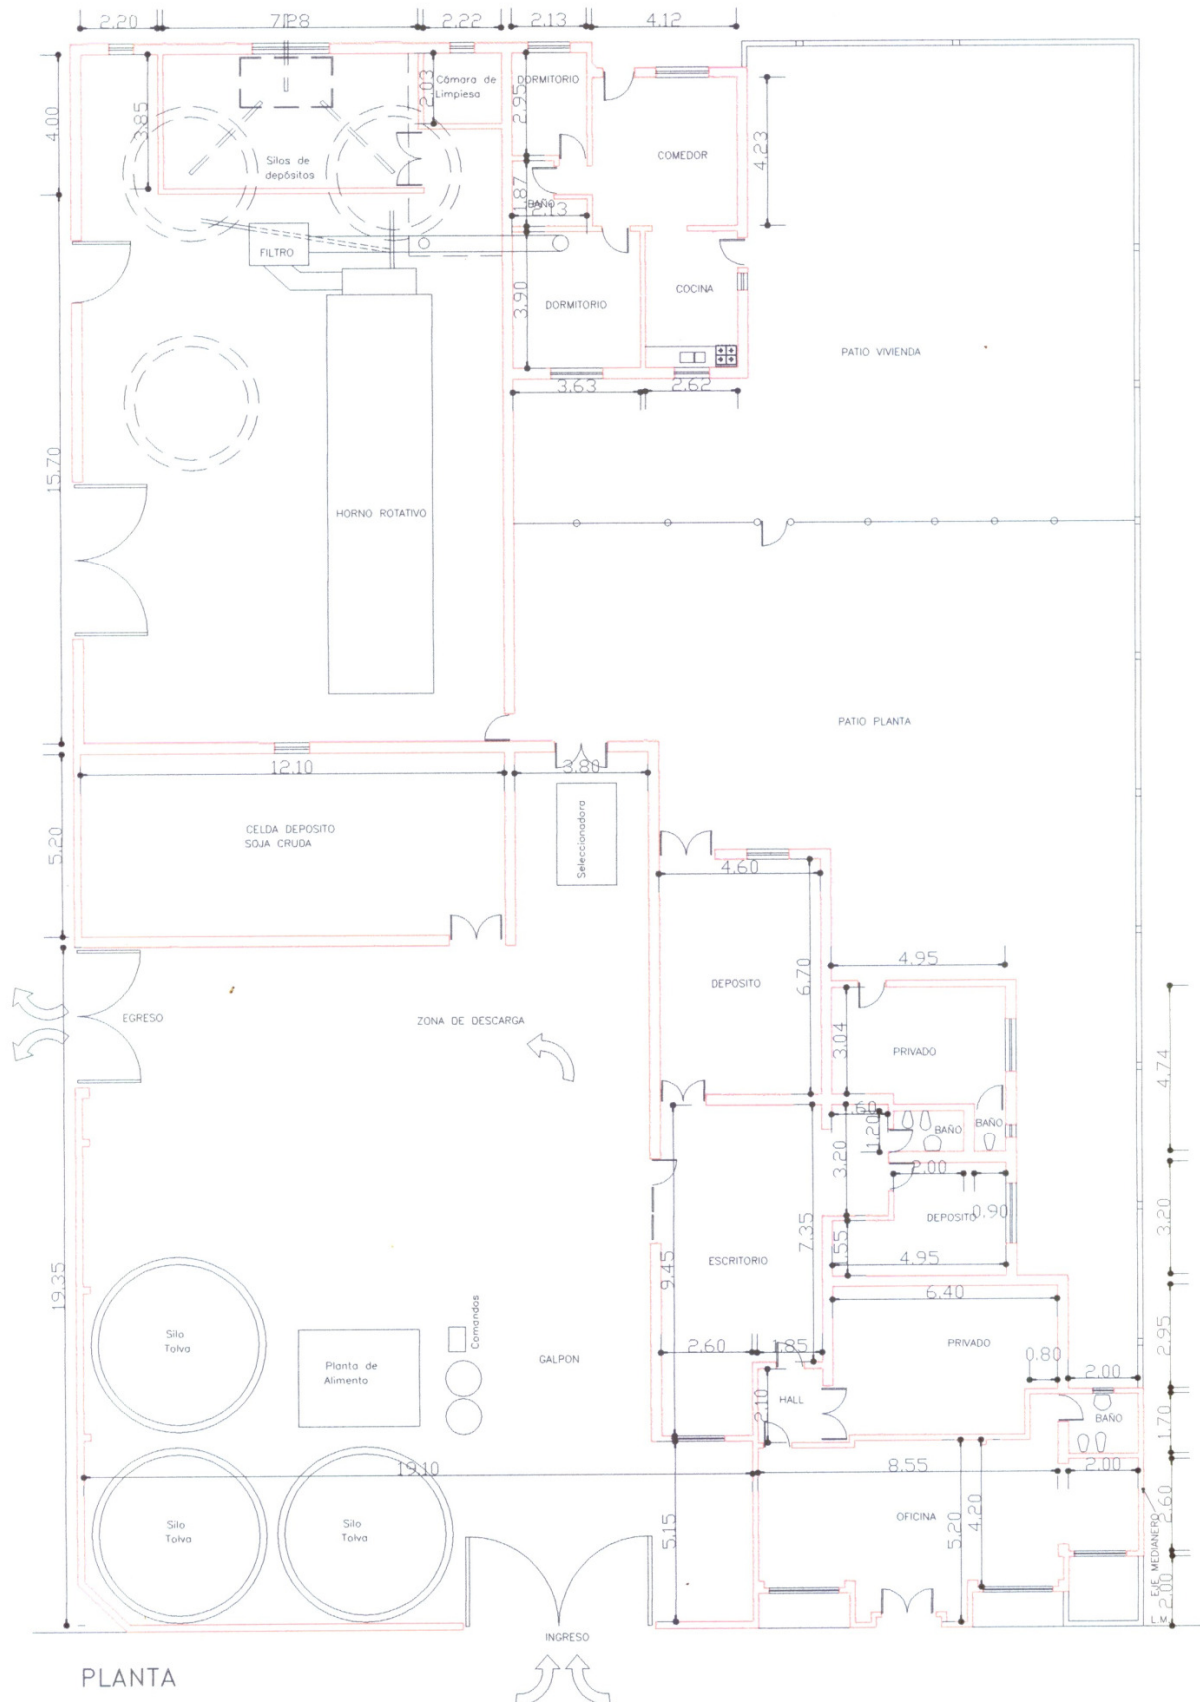 2.20
7.28
2.22
2.13
4.12
4.00
3.85
2.03
Cámara de
Limpiesa
2.95
DORMITORIO
COMEDOR
4.23
Silos de
depósitos
1.87
BAÑO
2.13
FILTRO
3.90
DORMITORIO
COCINA
3.63
2.62
PATIO VIVIENDA
15.70
HORNO ROTATIVO
PATIO PLANTA
12.10
3.80
5.20
CELDA DEPOSITO
SOJA CRUDA
Seleccionadora
4.60
6.70
DEPOSITO
4.95
EGRESO
ZONA DE DESCARGA
3.04
PRIVADO
4.74
.60
1.20
BAÑO
BAÑO
3.20
2.00
0.90
DEPOSITO
3.20
19.35
9.45
ESCRITORIO
7.35
.55
4.95
6.40
Silo
Tolva
Planta de
Alimento
Comandos
GALPON
2.60
1.85
PRIVADO
0.80
2.95
2.00
HALL
2.10
BAÑO
1.70
19.10
8.55
2.00
Silo
Tolva
Silo
Tolva
5.15
OFICINA
5.20
4.20
2.60
EJE MEDIANERO
2.00
L.M.
INGRESO
PLANTA